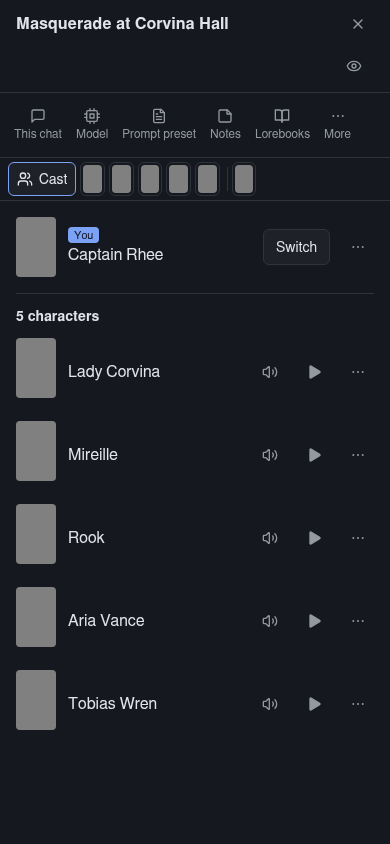 Masquerade at Corvina Hall
This chat
Model
Prompt preset
Notes
Lorebooks
More
Cast
You
Captain Rhee
Switch
5 characters
Lady Corvina
Mireille
Rook
Aria Vance
Tobias Wren